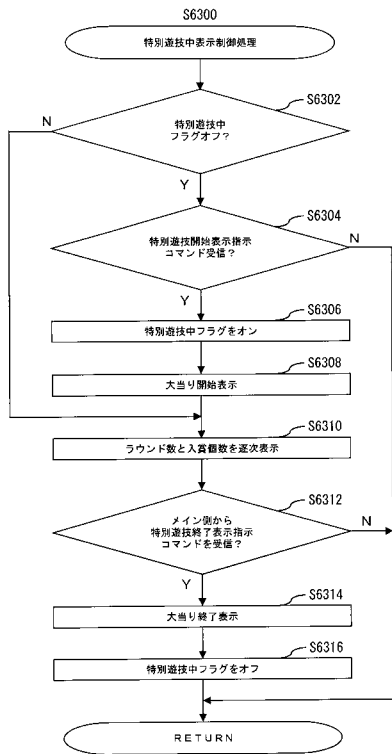 S6300
特別遊技中表示制御処理
S6302
特別遊技中
フラグオフ?
N
Y
S6304
特別遊技開始表示指示
コマンド受信?
N
Y
S6306
特別遊技中フラグをオン
S6308
大当り開始表示
S6310
ラウンド数と入賞個数を逐次表示
S6312
メイン側から
特別遊技終了表示指示
コマンドを受信?
N
Y
S6314
大当り終了表示
S6316
特別遊技中フラグをオフ
RETURN